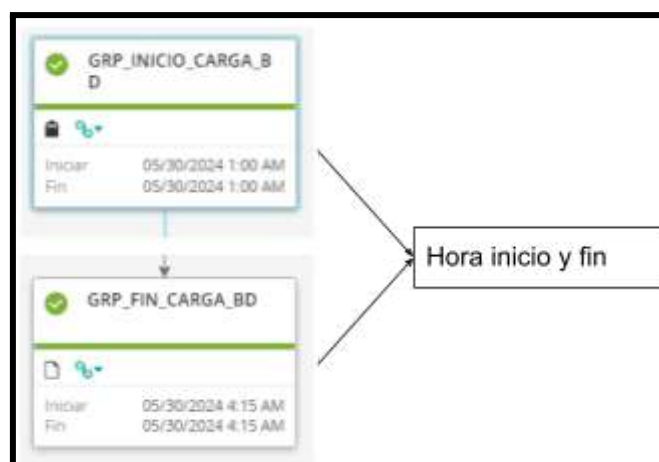 GRP_INICIO_CARGA_B
D
Iniciar 05/30/2024 1:00 AM
Fin 05/30/2024 1:00 AM
Hora inicio y fin
GRP_FIN_CARGA_BD
Iniciar 05/30/2024 4:15 AM
Fin 05/30/2024 4:15 AM